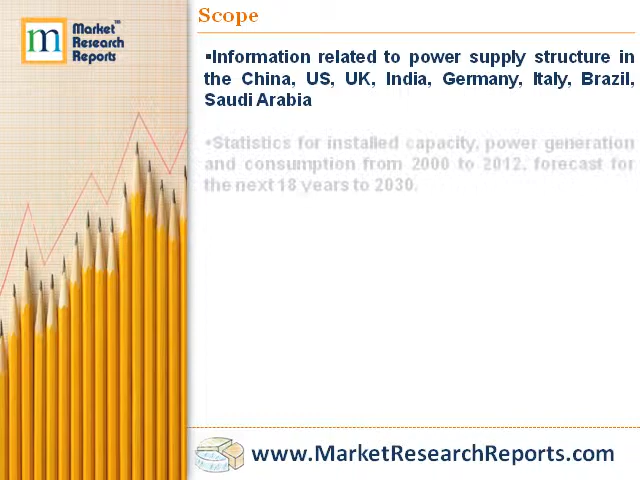 Market
Research
Reports
™
m
Scope
▪Information related to power supply structure in
the China, US, UK, India, Germany, Italy, Brazil,
Saudi Arabia
•Statistics for installed capacity, power generation
and consumption from 2000 to 2012, forecast for
the next 18 years to 2030.
www.MarketResearchReports.com